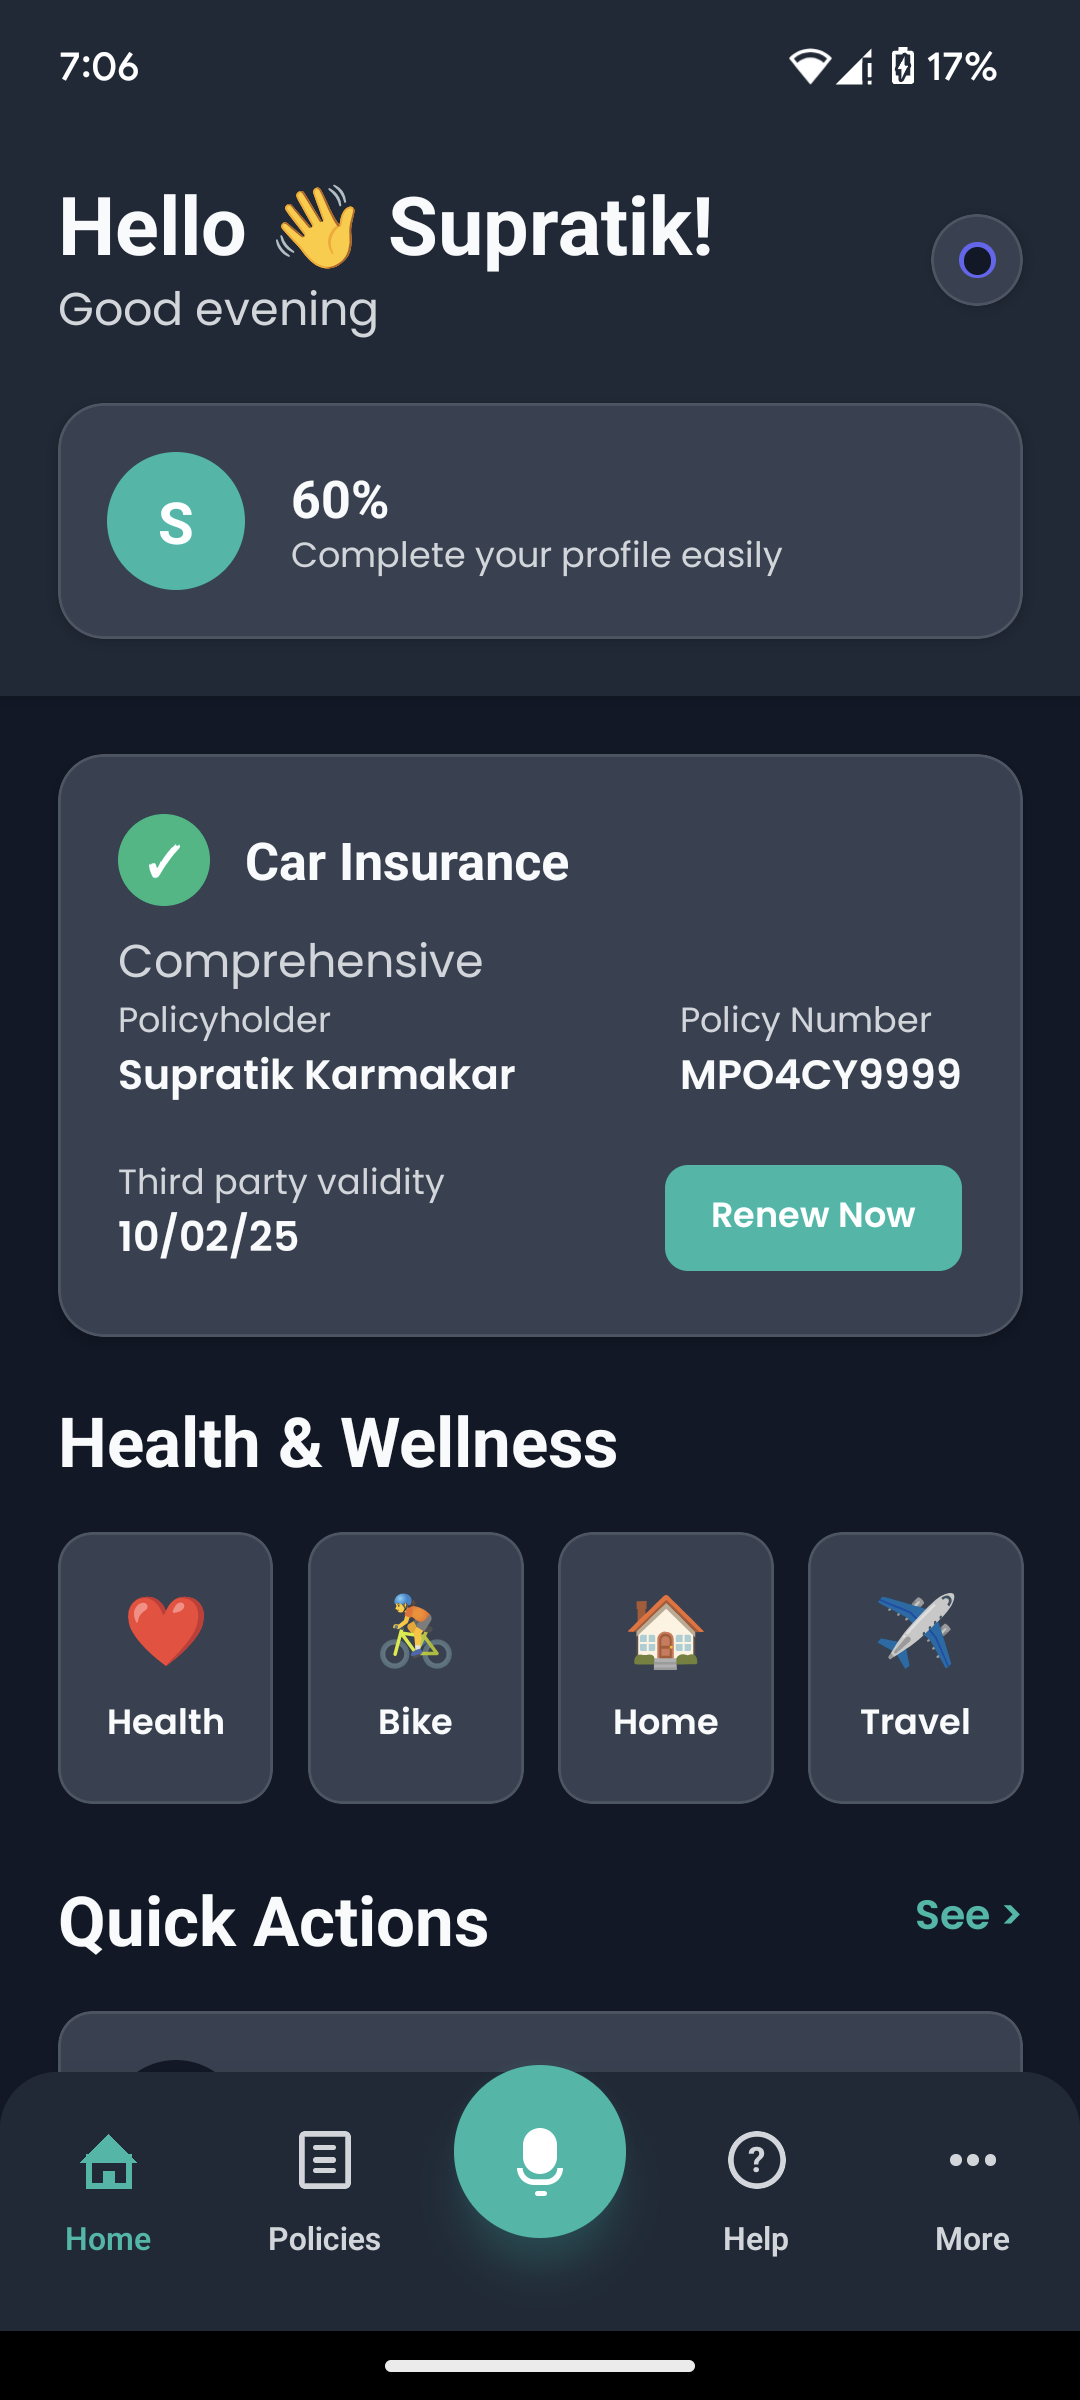 7:06
17%
Hello 👋 Supratik!
Good evening
S
60%
Complete your profile easily
✓ Car Insurance
Comprehensive
Policyholder
Policy Number
Supratik Karmakar
MPO4CY9999
Third party validity
10/02/25
Renew Now
Health & Wellness
Health
Bike
Home
Travel
Quick Actions
See >
Home
Policies
Help
More